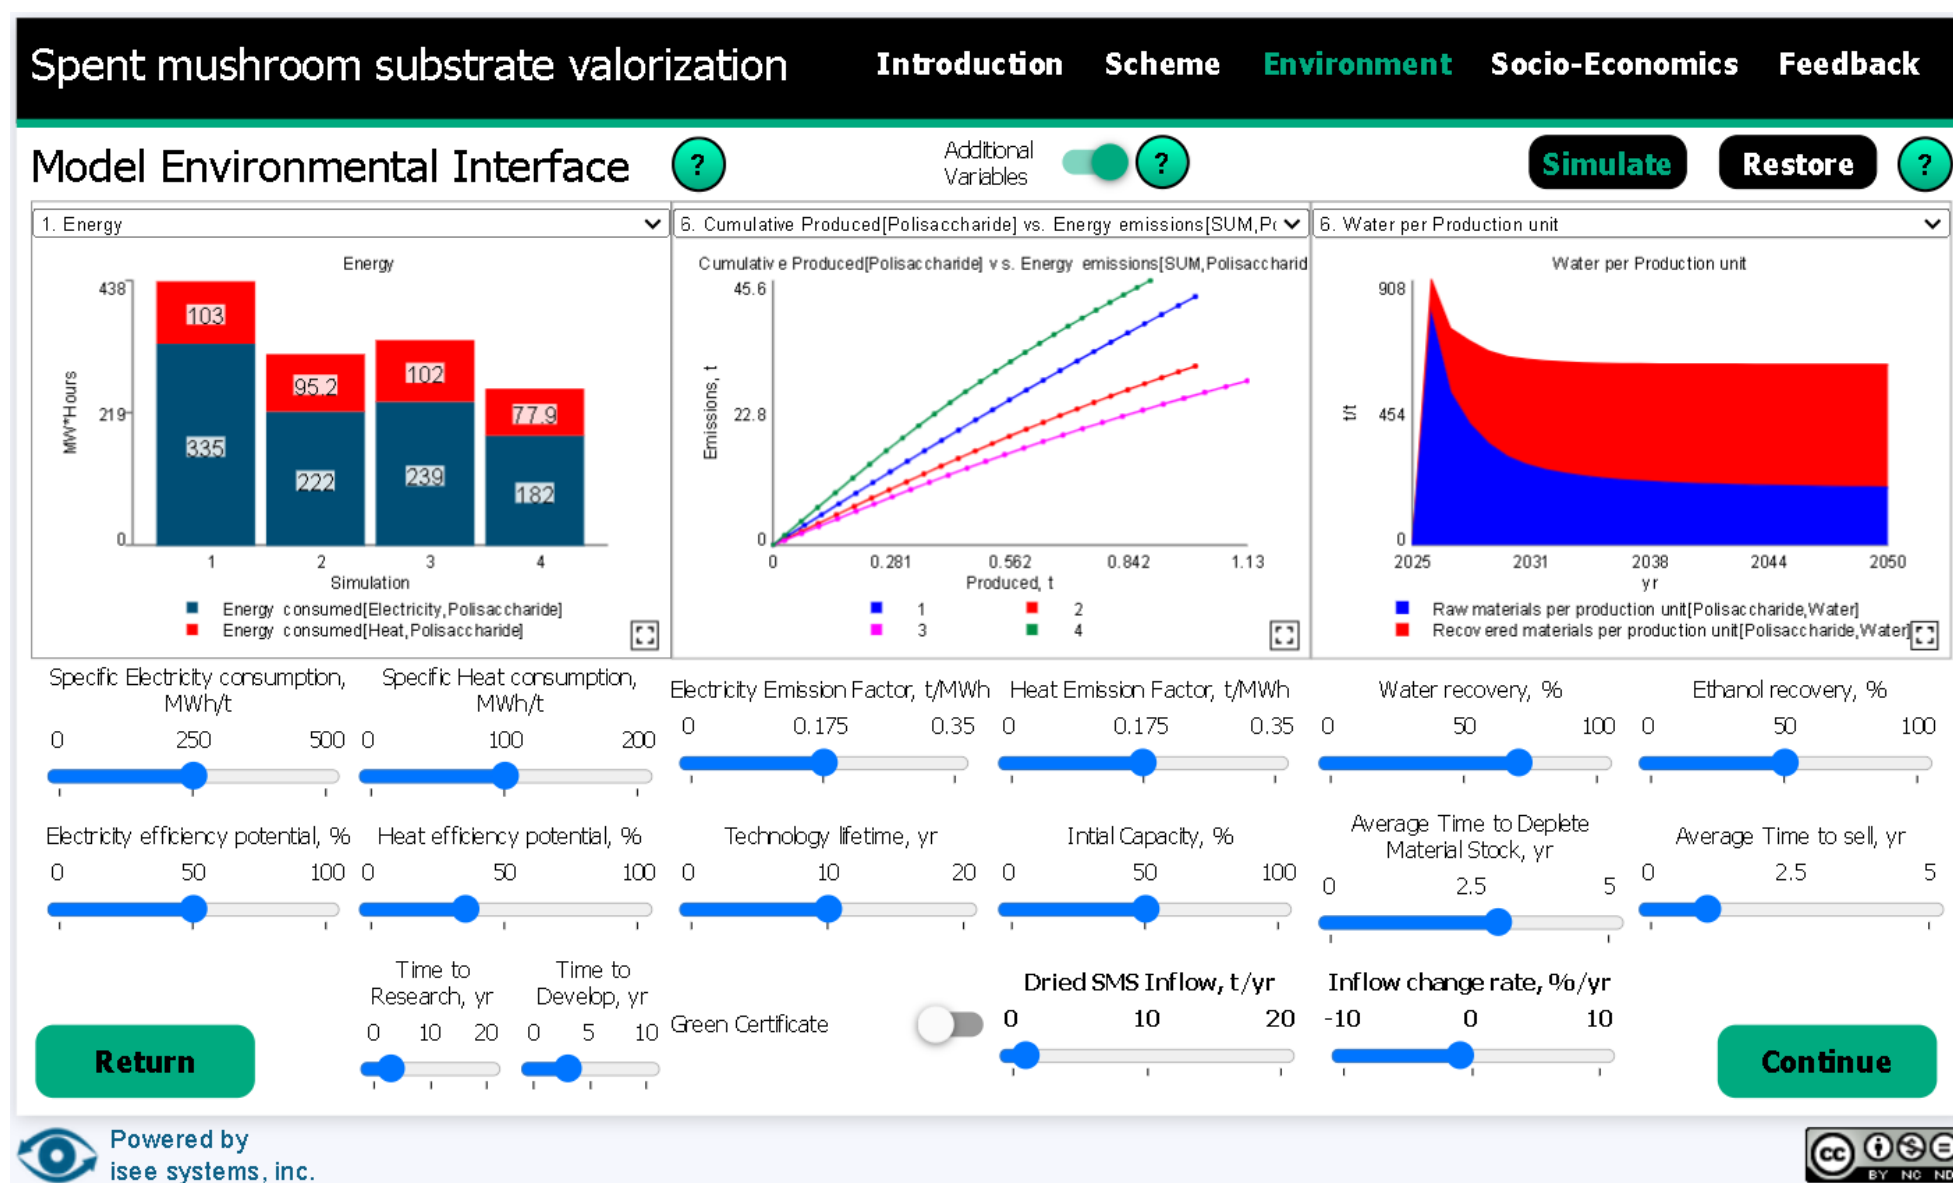 Spent mushroom substrate valorization
Introduction
Scheme
Environment
Socio-Economics
Feedback
Model Environmental Interface
?
Additional
Variables
?
Simulate
Restore
?
1. Energy
6. Cumulative Produced[Polisaccharide] vs. Energy emissions[SUM,P
6. Water per Production unit
Energy
438
219
0
MW*Hours
103
335
95.2
222
102
239
77.9
182
1
2
3
4
Simulation
Energy consumed[Electricity,Polisaccharide]
Energy consumed[Heat,Polisaccharide]
Cumulative Produced[Polisaccharide] vs. Energy emissions[SUM,Polisaccharid
45.6
22.8
0
Emissions, t
0
0.281
0.562
0.842
1.13
Produced, t
1
2
3
4
Water per Production unit
908
454
0
t/t
2025
2031
2038
2044
2050
yr
Raw materials per production unit[Polisaccharide,Water]
Recovered materials per production unit[Polisaccharide,Water]
Specific Electricity consumption,
MWh/t
0 250 500
Specific Heat consumption,
MWh/t
0 100 200
Electricity Emission Factor, t/MWh
0 0.175 0.35
Heat Emission Factor, t/MWh
0 0.175 0.35
Water recovery, %
0 50 100
Ethanol recovery, %
0 50 100
Electricity efficiency potential, %
0 50 100
Heat efficiency potential, %
0 50 100
Technology lifetime, yr
0 10 20
Intial Capacity, %
0 50 100
Average Time to Deplete
Material Stock, yr
0 2.5 5
Average Time to sell, yr
0 2.5 5
Time to
Research, yr
0 10 20
Time to
Develop, yr
0 5 10
Green Certificate
Dried SMS Inflow, t/yr
0 10 20
Inflow change rate, %/yr
-10 0 10
Return
Continue
Powered by
isee systems, inc.
cc
BY NC ND